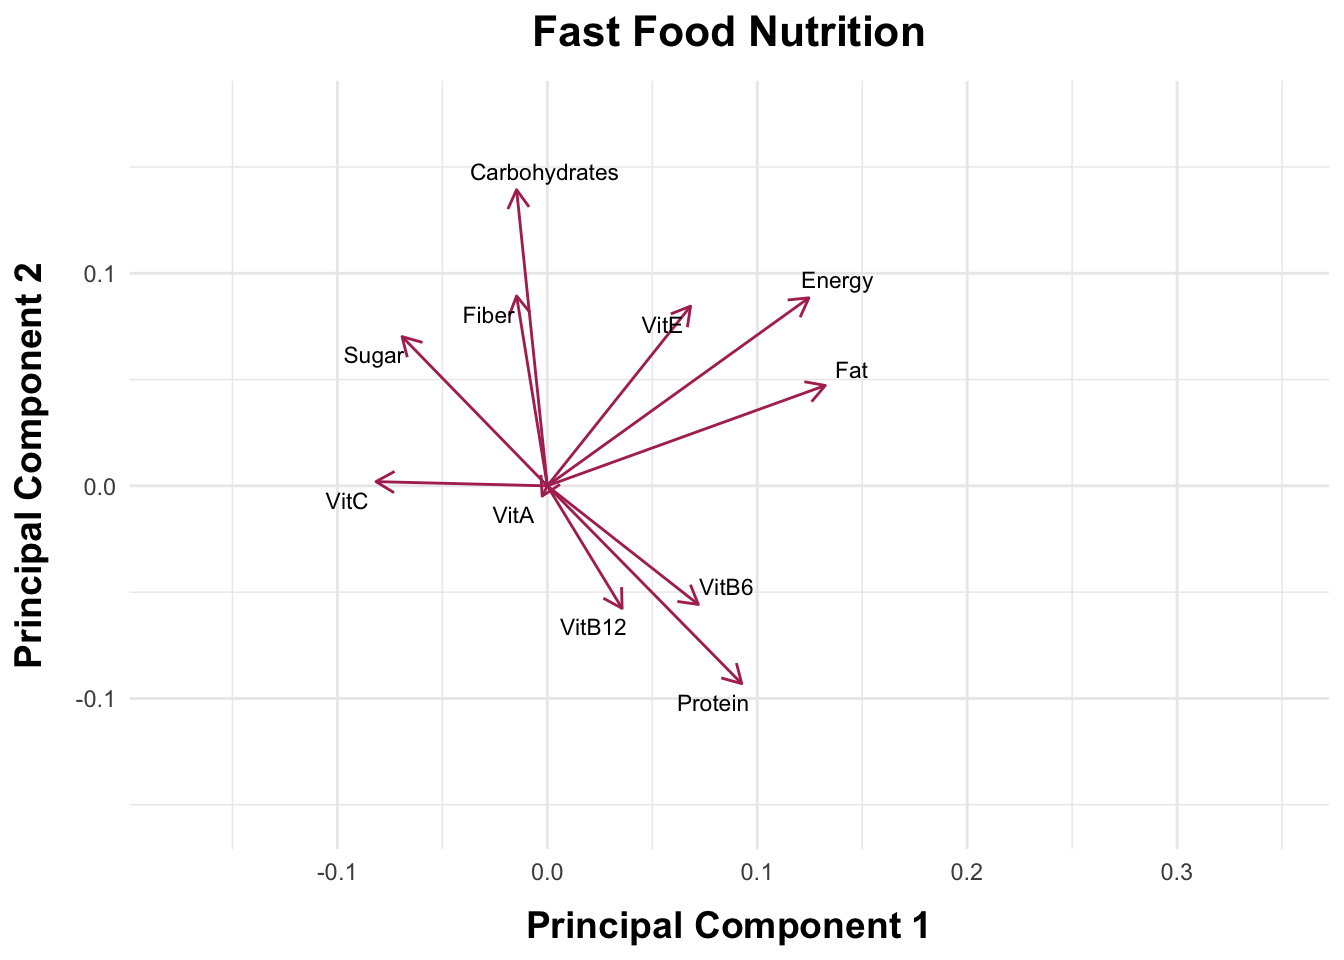 Fast Food Nutrition
Carbohydrates
Energy
Fiber
VitE
Sugar
Fat
VitC
VitA
VitB6
VitB12
Protein
0.1
0.0
-0.1
Principal Component 2
-0.1
0.0
0.1
0.2
0.3
Principal Component 1